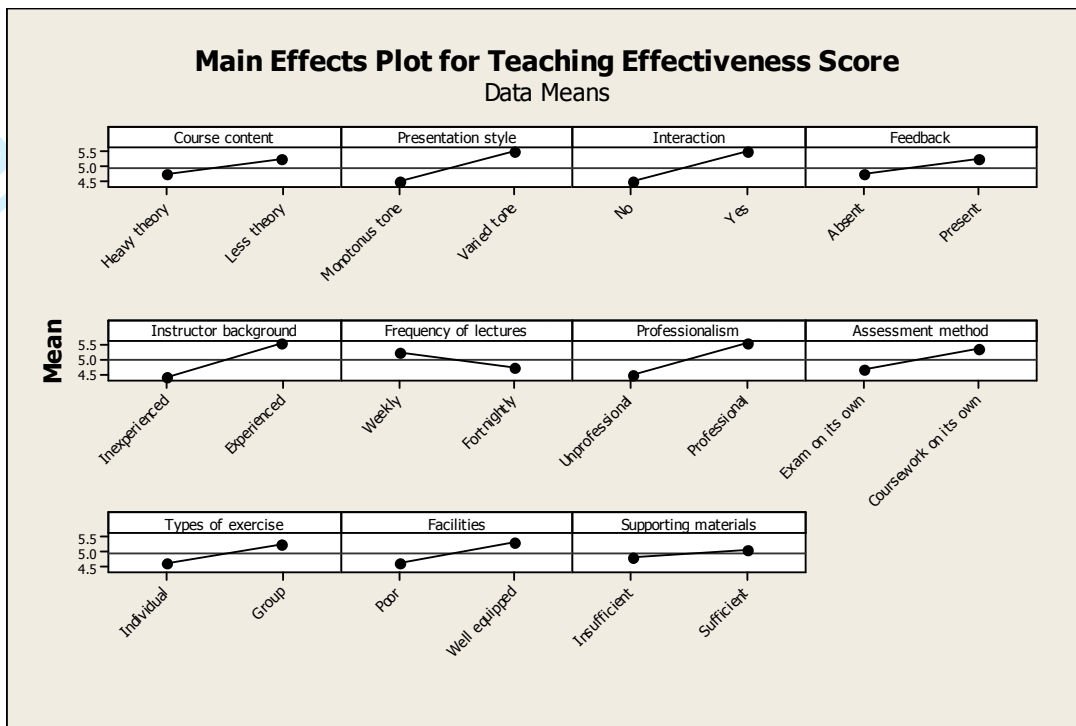 Main Effects Plot for Teaching Effectiveness Score
Data Means
Mean
Course content
Presentation style
Interaction
Feedback
5.5
5.0
4.5
Heavy theory
Less theory
Monotonus tone
Varied tone
No
Yes
Absent
Present
Instructor background
Frequency of lectures
Professionalism
Assessment method
5.5
5.0
4.5
Inexperienced
Experienced
Weekly
Fortnightly
Unprofessional
Professional
Exam on its own
Coursework on its own
Types of exercise
Facilities
Supporting materials
5.5
5.0
4.5
Individual
Group
Poor
Well equipped
Insufficient
Sufficient